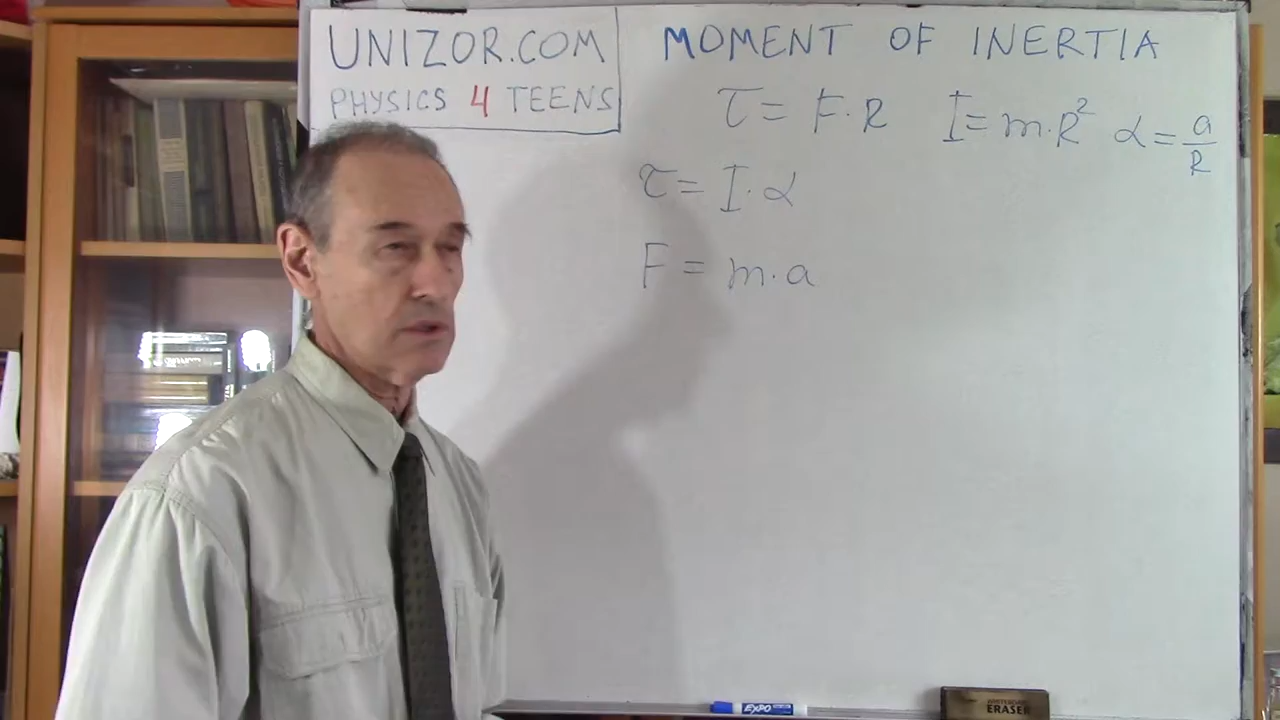 UNIZOR.COM
PHYSICS 4 TEENS
MOMENT OF INERTIA
τ = F·R I = m·R² α = a/R
τ = I·α
F = m·a
EXPO
ERASER